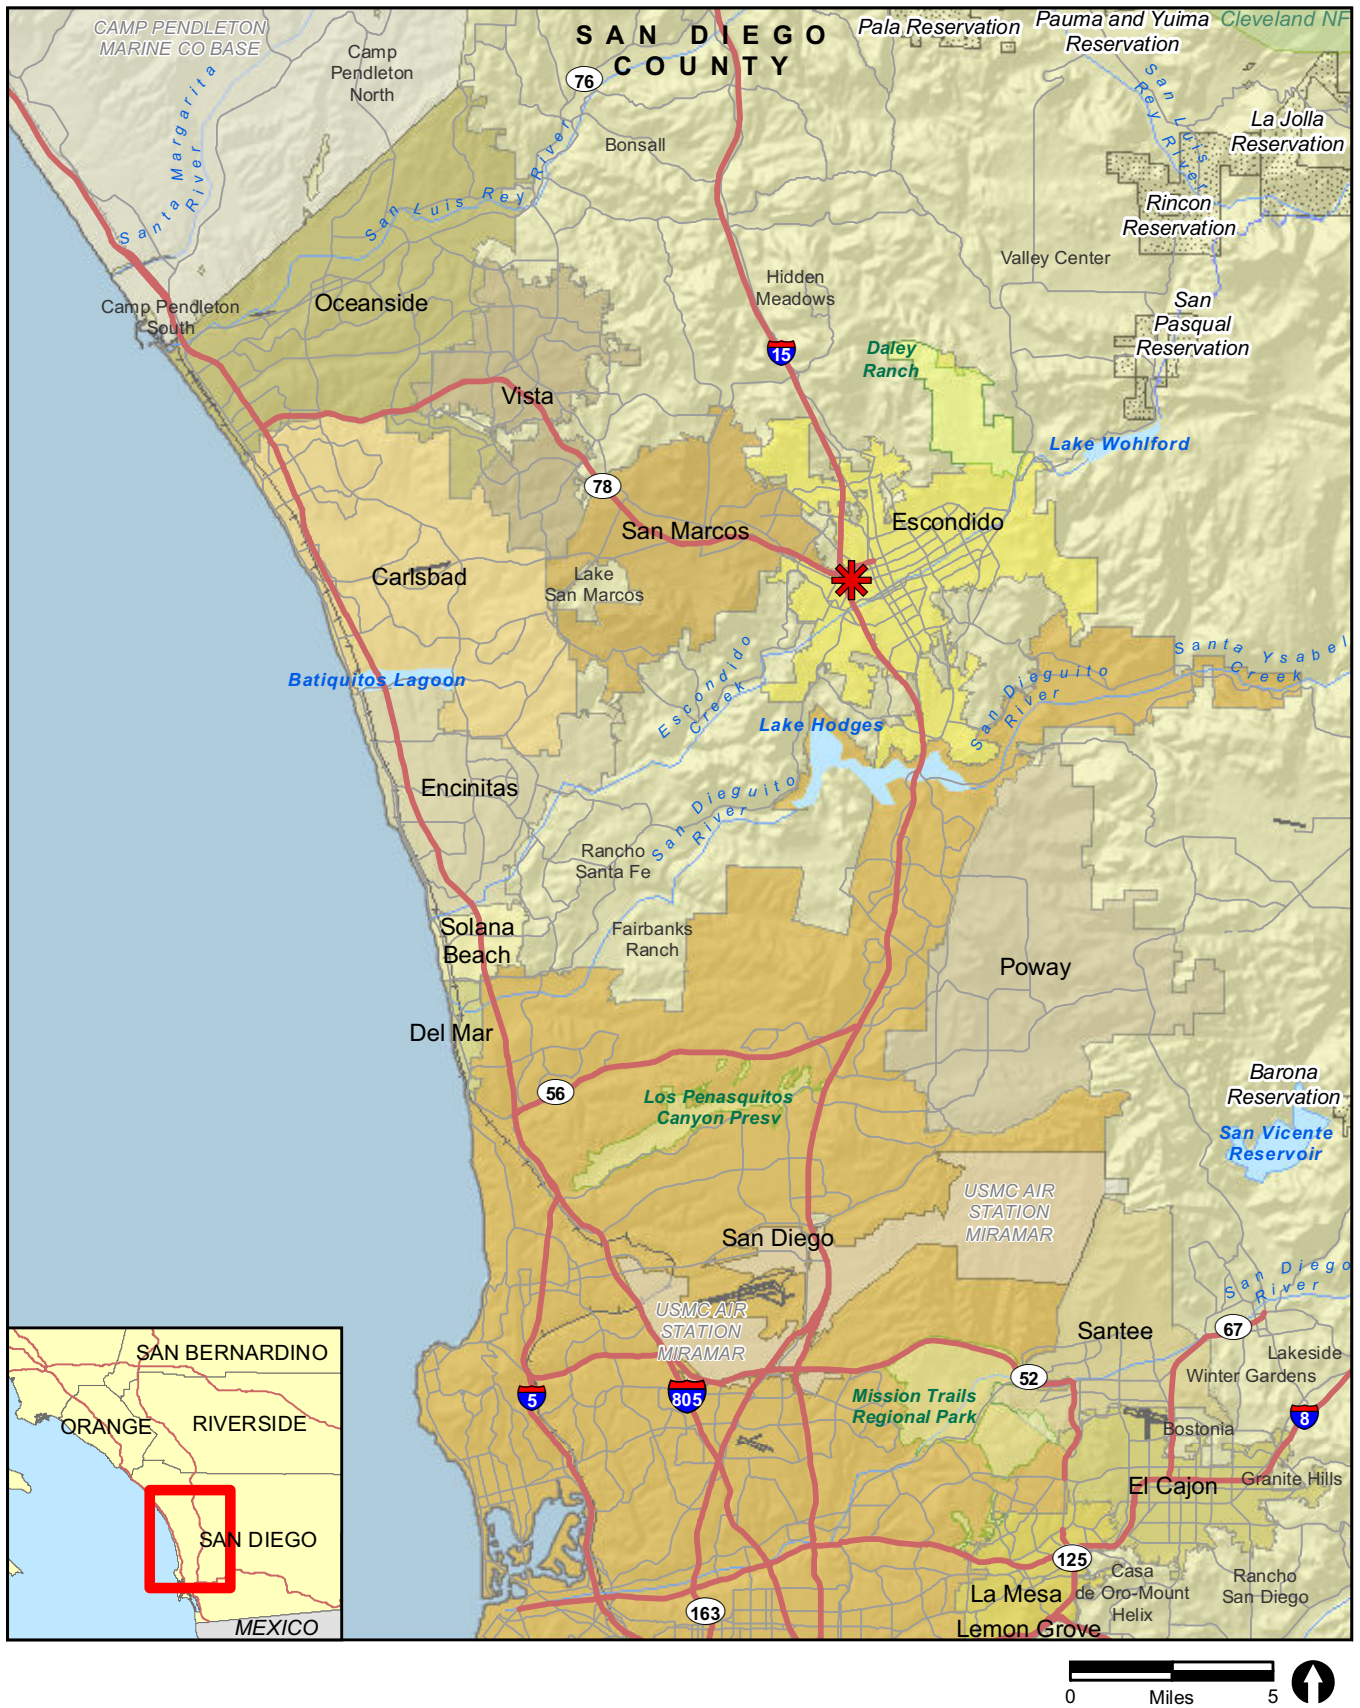 CAMP PENDLETON
MARINE CO BASE
Camp
Pendleton
North
SAN DIEGO
COUNTY
76
Pala Reservation
Pauma and Yuima
Reservation
Cleveland NF
Santa Margarita
River
San Luis Rey River
Bonsall
San Luis
Rey River
La Jolla
Reservation
Rincon
Reservation
Valley Center
Hidden
Meadows
Oceanside
Camp Pendleton
South
San
Pasqual
Reservation
15
Daley
Ranch
Vista
Lake Wohlford
78
San Marcos
Escondido
Carlsbad
Lake
San Marcos
Batiquitos Lagoon
Escondido
Creek
Santa Ysabel
Creek
San Dieguito
River
Lake Hodges
Encinitas
San Dieguito
River
Rancho
Santa Fe
Solana
Beach
Fairbanks
Ranch
Poway
Del Mar
56
Los Penasquitos
Canyon Presv
Barona
Reservation
San Vicente
Reservoir
USMC AIR
STATION
MIRAMAR
San Diego
San Diego
River
USMC AIR
STATION
MIRAMAR
Santee
67
Lakeside
Winter Gardens
52
5
805
Mission Trails
Regional Park
8
Bostonia
El Cajon
Granite Hills
125
La Mesa
Casa
de Oro-Mount
Helix
Rancho
San Diego
163
Lemon Grove
SAN BERNARDINO
ORANGE
RIVERSIDE
SAN DIEGO
MEXICO
0
Miles
5